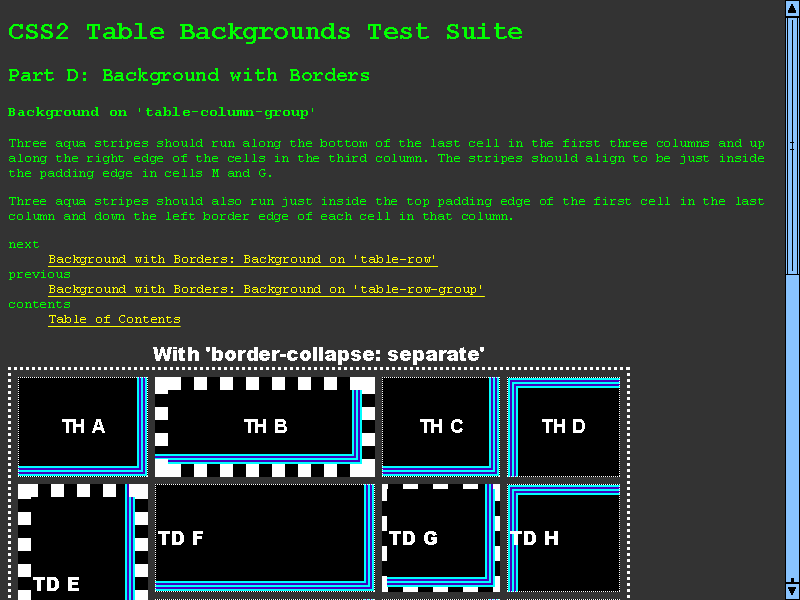 CSS2 Table Backgrounds Test Suite
Part D: Background with Borders
Background on 'table-column-group'
Three aqua stripes should run along the bottom of the last cell in the first three columns and up
along the right edge of the cells in the third column. The stripes should align to be just inside
the padding edge in cells M and G.
Three aqua stripes should also run just inside the top padding edge of the first cell in the last
column and down the left border edge of each cell in that column.
next
Background with Borders: Background on 'table-row'
previous
Background with Borders: Background on 'table-row-group'
contents
Table of Contents
With 'border-collapse: separate'
TH A TH B TH C TH D
TD F TD G TD H
TD E